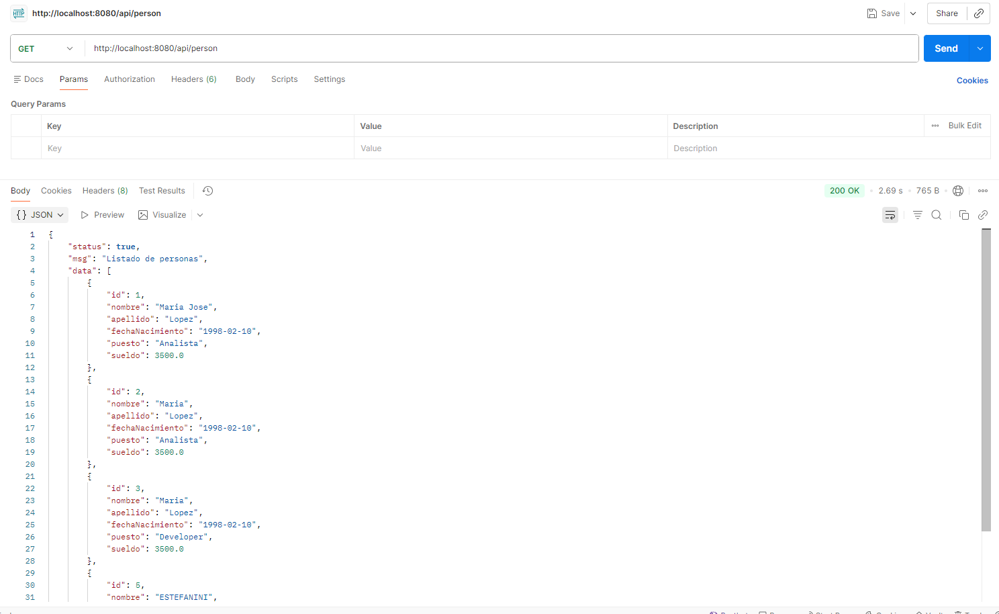 HTTP http://localhost:8080/api/person Save Share
GET http://localhost:8080/api/person Send
Docs Params Authorization Headers (6) Body Scripts Settings Cookies
Query Params
Key Value Description Bulk Edit
Key Value Description
Body Cookies Headers (8) Test Results 200 OK • 2.69 s • 765 B •
{} JSON Preview Visualize
1 {
2 "status": true,
3 "msg": "Listado de personas",
4 "data": [
5 {
6 "id": 1,
7 "nombre": "Maria Jose",
8 "apellido": "Lopez",
9 "fechaNacimiento": "1998-02-10",
10 "puesto": "Analista",
11 "sueldo": 3500.0
12 },
13 {
14 "id": 2,
15 "nombre": "Maria",
16 "apellido": "Lopez",
17 "fechaNacimiento": "1998-02-10",
18 "puesto": "Analista",
19 "sueldo": 3500.0
20 },
21 {
22 "id": 3,
23 "nombre": "Maria",
24 "apellido": "Lopez",
25 "fechaNacimiento": "1998-02-10",
26 "puesto": "Developer",
27 "sueldo": 3500.0
28 },
29 {
30 "id": 5,
31 "nombre": "ESTEFANINI",